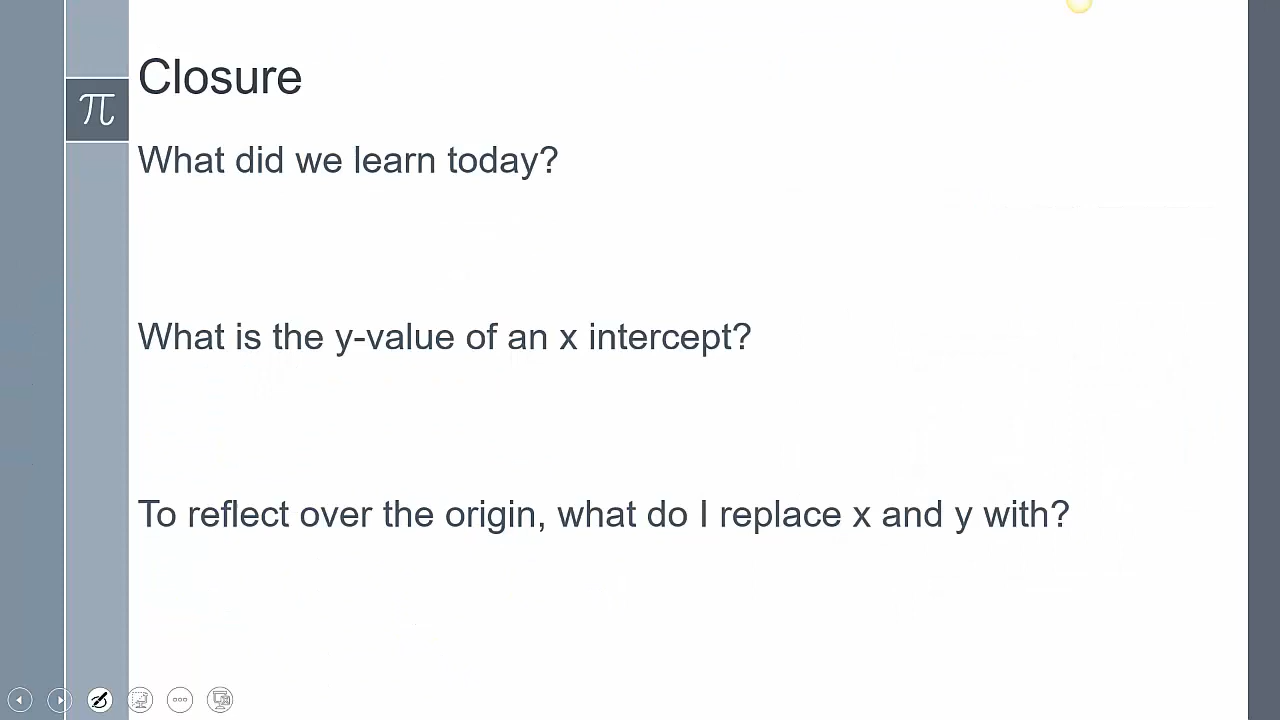 Closure
π
What did we learn today?
What is the y-value of an x intercept?
To reflect over the origin, what do I replace x and y with?